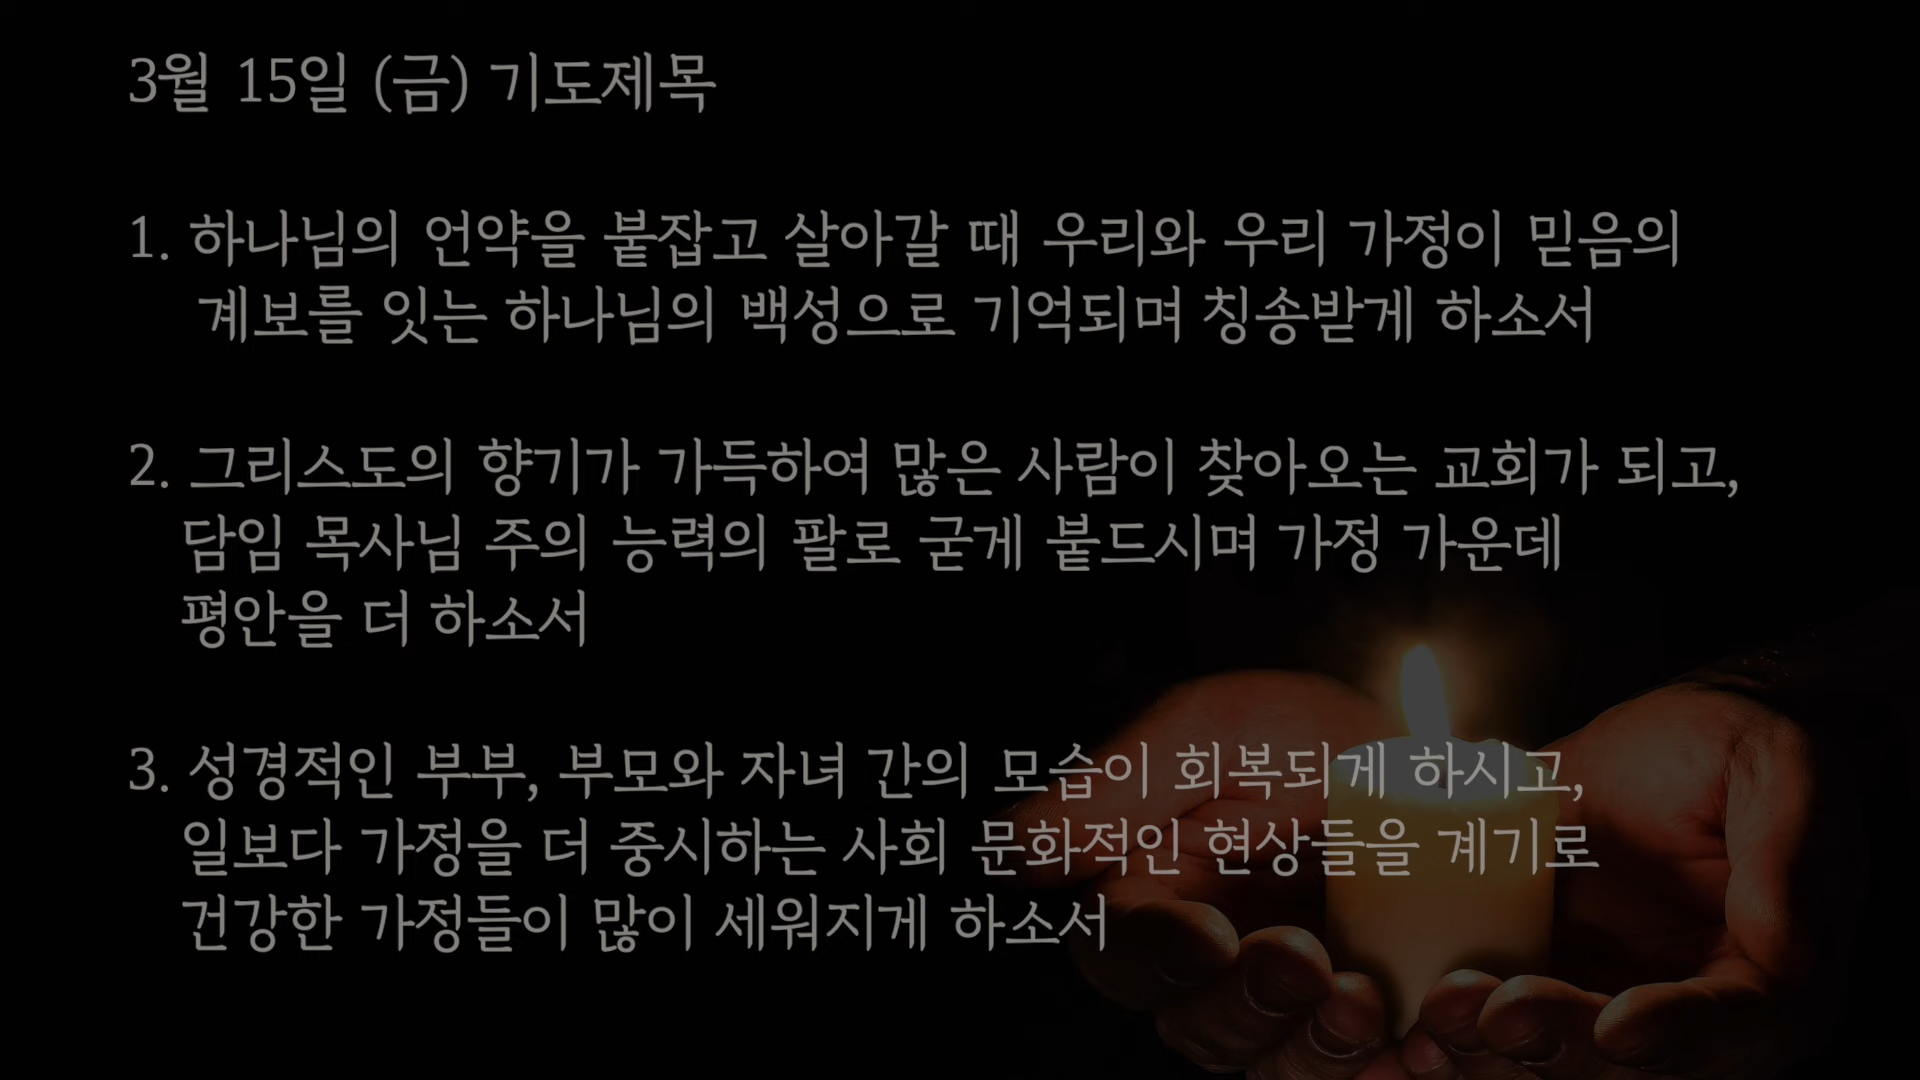 3월 15일 (금) 기도제목
1. 하나님의 언약을 붙잡고 살아갈 때 우리와 우리 가정이 믿음의
계보를 잇는 하나님의 백성으로 기억되며 칭송받게 하소서
2. 그리스도의 향기가 가득하여 많은 사람이 찾아오는 교회가 되고,
담임 목사님 주의 능력의 팔로 굳게 붙드시며 가정 가운데
평안을 더 하소서
3. 성경적인 부부, 부모와 자녀 간의 모습이 회복되게 하시고,
일보다 가정을 더 중시하는 사회 문화적인 현상들을 계기로
건강한 가정들이 많이 세워지게 하소서